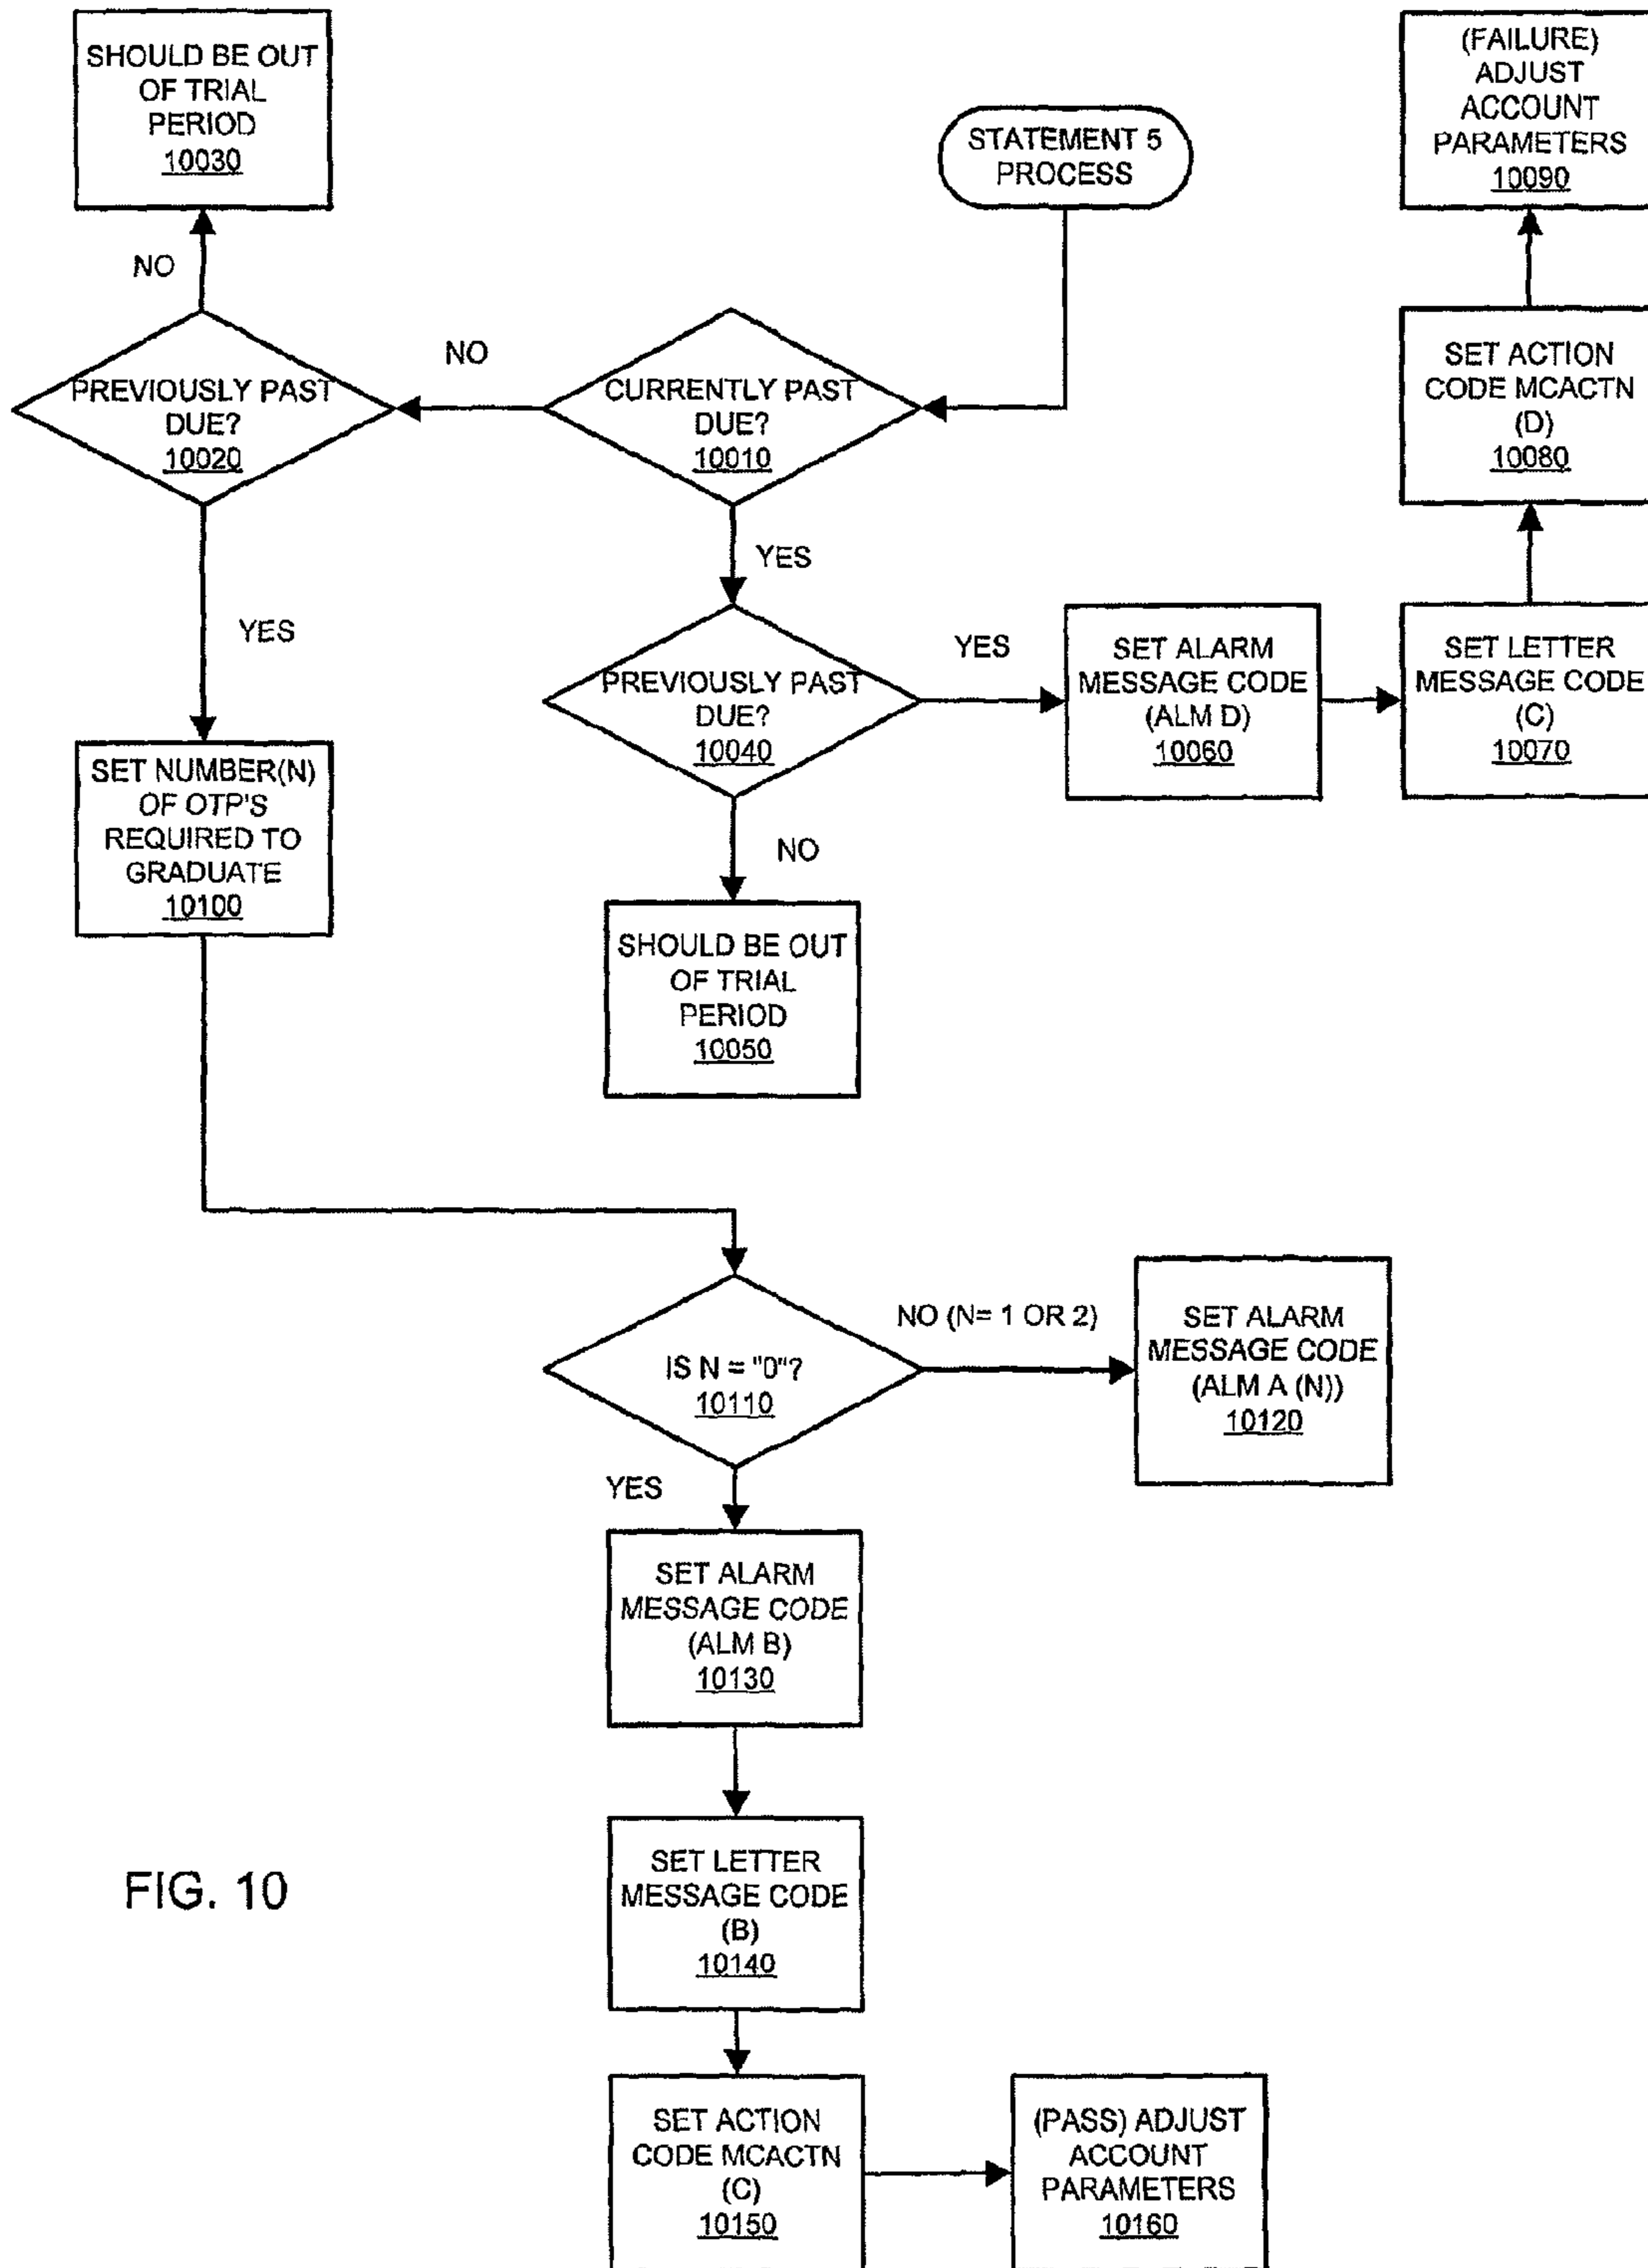 SHOULD BE OUT
OF TRIAL
PERIOD
10030
(FAILURE)
ADJUST
ACCOUNT
PARAMETERS
10090
STATEMENT 5
PROCESS
NO
PREVIOUSLY PAST
DUE?
10020
NO
CURRENTLY PAST
DUE?
10010
SET ACTION
CODE MCACTN
(D)
10080
YES
YES
PREVIOUSLY PAST
DUE?
10040
YES
SET ALARM
MESSAGE CODE
(ALM D)
10060
SET LETTER
MESSAGE CODE
(C)
10070
SET NUMBER(N)
OF OTP'S
REQUIRED TO
GRADUATE
10100
NO
SHOULD BE OUT
OF TRIAL
PERIOD
10050
IS N = "0"?
10110
NO (N= 1 OR 2)
SET ALARM
MESSAGE CODE
(ALM A (N))
10120
YES
SET ALARM
MESSAGE CODE
(ALM B)
10130
SET LETTER
MESSAGE CODE
(B)
10140
FIG. 10
SET ACTION
CODE MCACTN
(C)
10150
(PASS) ADJUST
ACCOUNT
PARAMETERS
10160